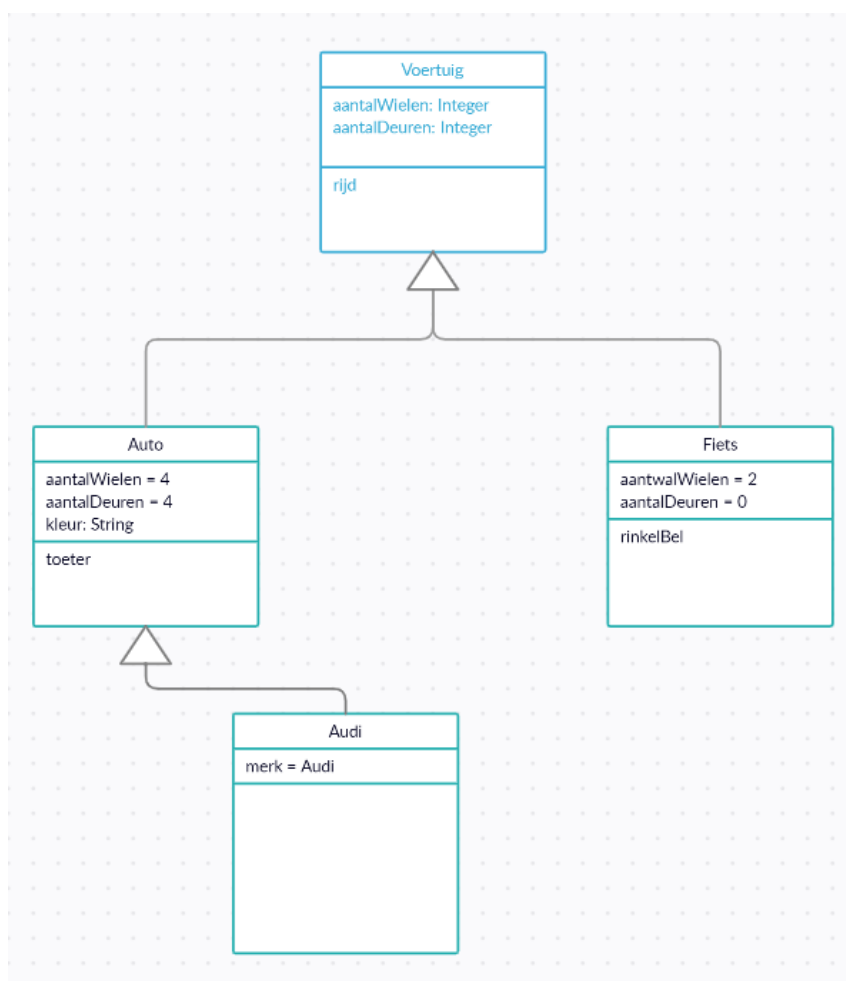 Voertuig
aantalWielen: Integer
aantalDeuren: Integer
rijd
Auto
aantalWielen = 4
aantalDeuren = 4
kleur: String
toeter
Fiets
aantwalWielen = 2
aantalDeuren = 0
rinkelBel
Audi
merk = Audi